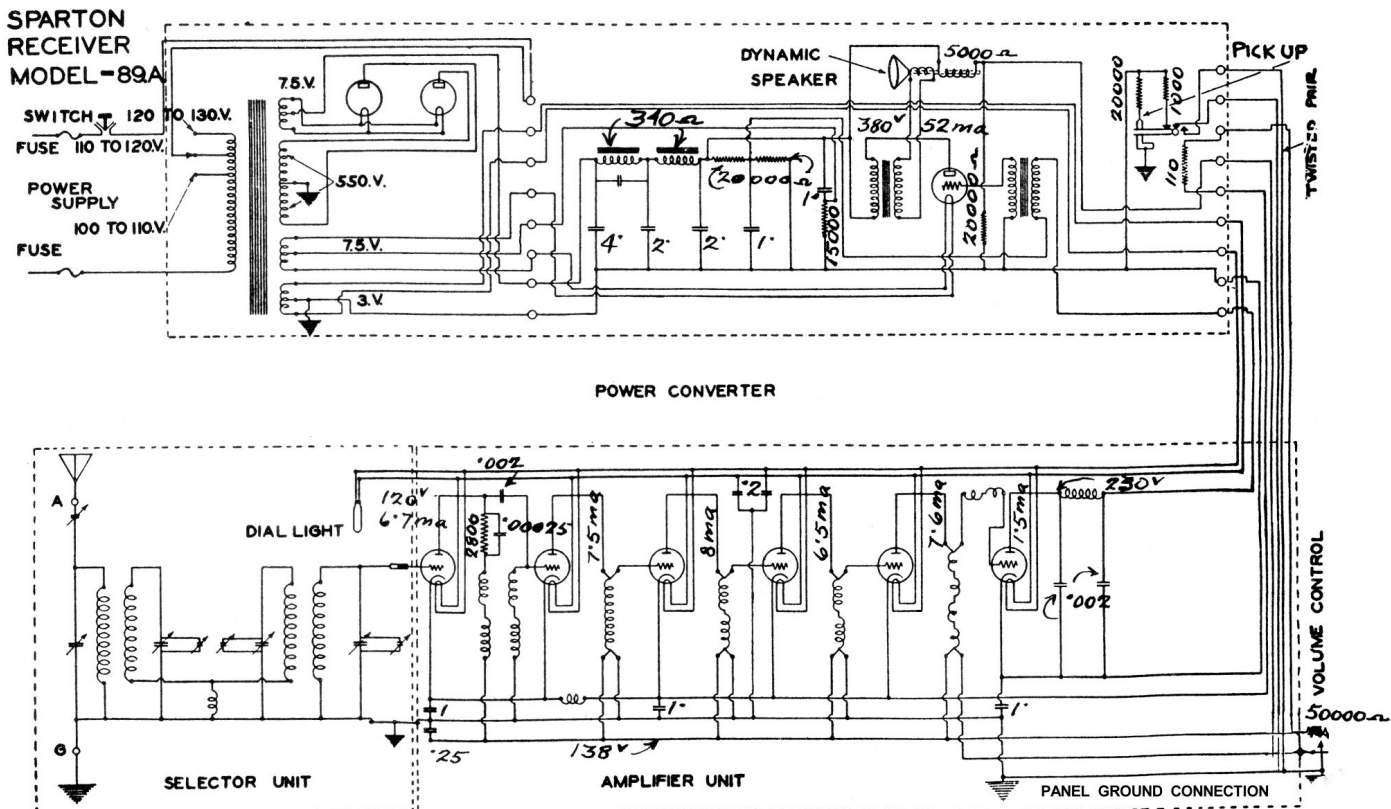 SPARTON
RECEIVER
MODEL-89A
SWITCH 120 TO 130.V.
FUSE 110 TO 120.V.
POWER
SUPPLY
100 TO 110.V.
FUSE
7.5.V.
550.V.
7.5.V.
3.V.
340Ω
20000Ω
4·
2·
2·
1·
1·
15000
DYNAMIC
SPEAKER
5000Ω
380V 52ma
20000Ω
20000
1000
110
PICK UP
TWISTED PAIR
POWER CONVERTER
A
G
DIAL LIGHT
120V
6·7ma
2800
·002
·00025
7·5ma
8ma
·2
6·5ma
7·6ma
1·5ma
250V
·002
1
·25
1·
1·
138V
VOLUME CONTROL
50000Ω
SELECTOR UNIT
AMPLIFIER UNIT
PANEL GROUND CONNECTION